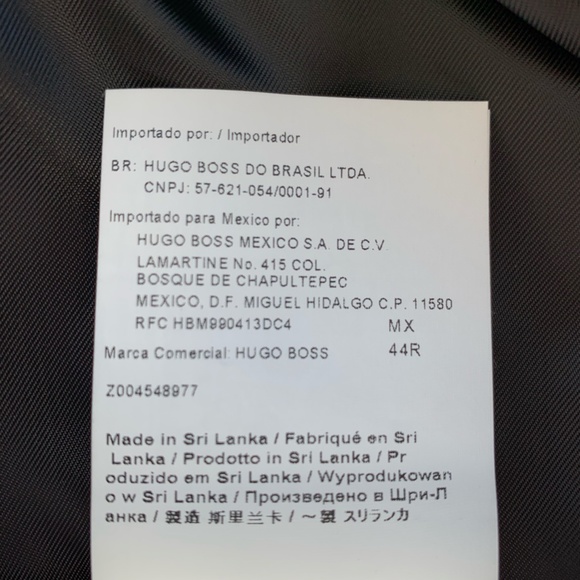 Importado por: / Importador
BR: HUGO BOSS DO BRASIL LTDA.
CNPJ: 57-621-054/0001-91
Importado para Mexico por:
HUGO BOSS MEXICO S.A. DE C.V.
LAMARTINE No. 415 COL.
BOSQUE DE CHAPULTEPEC
MEXICO, D.F. MIGUEL HIDALGO C.P. 11580
RFC HBM990413DC4 MX
Marca Comercial: HUGO BOSS 44R
Z004548977
Made in Sri Lanka / Fabriqué en Sri
Lanka / Prodotto in Sri Lanka / Pr
oduzido em Sri Lanka / Wyprodukowan
o w Sri Lanka / Произведено в Шри-Л
анка / 製造 斯里兰卡 / ～製 スリランカ